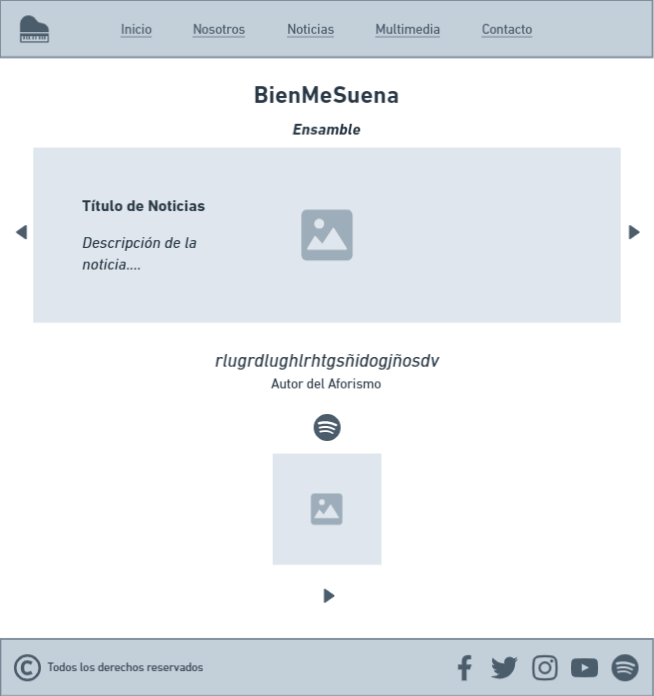 Inicio Nosotros Noticias Multimedia Contacto
BienMeSuena
Ensamble
Título de Noticias
Descripción de la
noticia....
rlugrdlughlrhtgsñidogjñosdv
Autor del Aforismo
© Todos los derechos reservados